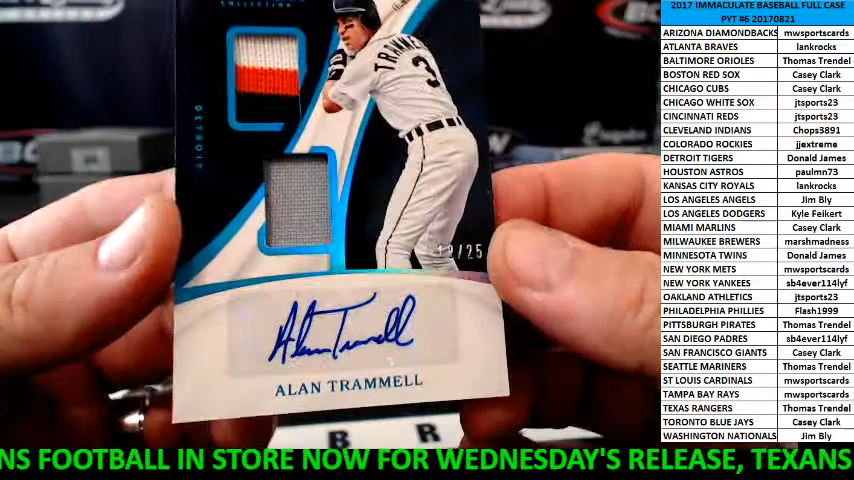 COLLECTION
TRAMMELL
3
DETROIT
12/25
Alan Trammell
ALAN TRAMMELL
B R
2017 IMMACULATE BASEBALL FULL CASE
PYT #6 20170821
ARIZONA DIAMONDBACKS mwsportscards
ATLANTA BRAVES lankrocks
BALTIMORE ORIOLES Thomas Trendel
BOSTON RED SOX Casey Clark
CHICAGO CUBS Casey Clark
CHICAGO WHITE SOX jtsports23
CINCINNATI REDS jtsports23
CLEVELAND INDIANS Chops3891
COLORADO ROCKIES jjextreme
DETROIT TIGERS Donald James
HOUSTON ASTROS paulmn73
KANSAS CITY ROYALS lankrocks
LOS ANGELES ANGELS Jim Bly
LOS ANGELES DODGERS Kyle Feikert
MIAMI MARLINS Casey Clark
MILWAUKEE BREWERS marshmadness
MINNESOTA TWINS Donald James
NEW YORK METS mwsportscards
NEW YORK YANKEES sb4ever114lyf
OAKLAND ATHLETICS jtsports23
PHILADELPHIA PHILLIES Flash1999
PITTSBURGH PIRATES Thomas Trendel
SAN DIEGO PADRES sb4ever114lyf
SAN FRANCISCO GIANTS Casey Clark
SEATTLE MARINERS Thomas Trendel
ST LOUIS CARDINALS mwsportscards
TAMPA BAY RAYS mwsportscards
TEXAS RANGERS Thomas Trendel
TORONTO BLUE JAYS Casey Clark
WASHINGTON NATIONALS Jim Bly
NS FOOTBALL IN STORE NOW FOR WEDNESDAY'S RELEASE, TEXANS